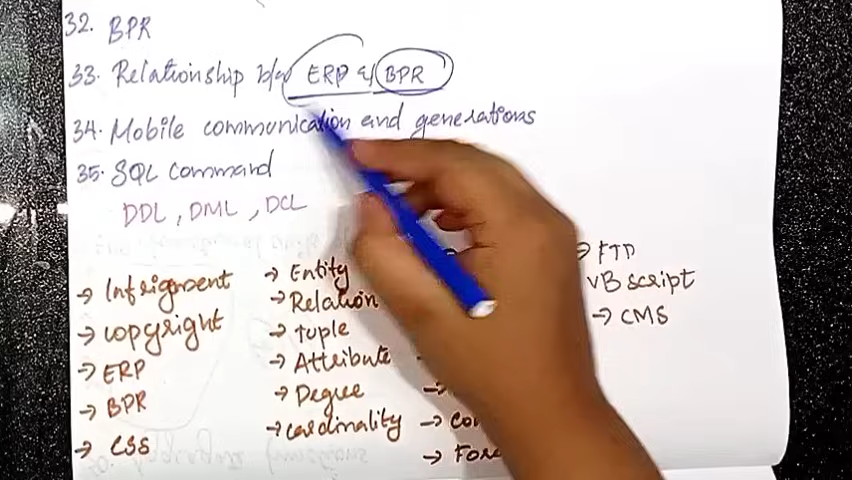 32. BPR
33. Relationship b/w ERP & BPR
34. Mobile communication and generations
35. SQL command
DDL, DML, DCL
→ Infrigement
→ copyright
→ ERP
→ BPR
→ CSS
→ Entity
→ Relation
→ Tuple
→ Attribute
→ Degree
→ cardinality
→ FTP
VB script
→ CMS